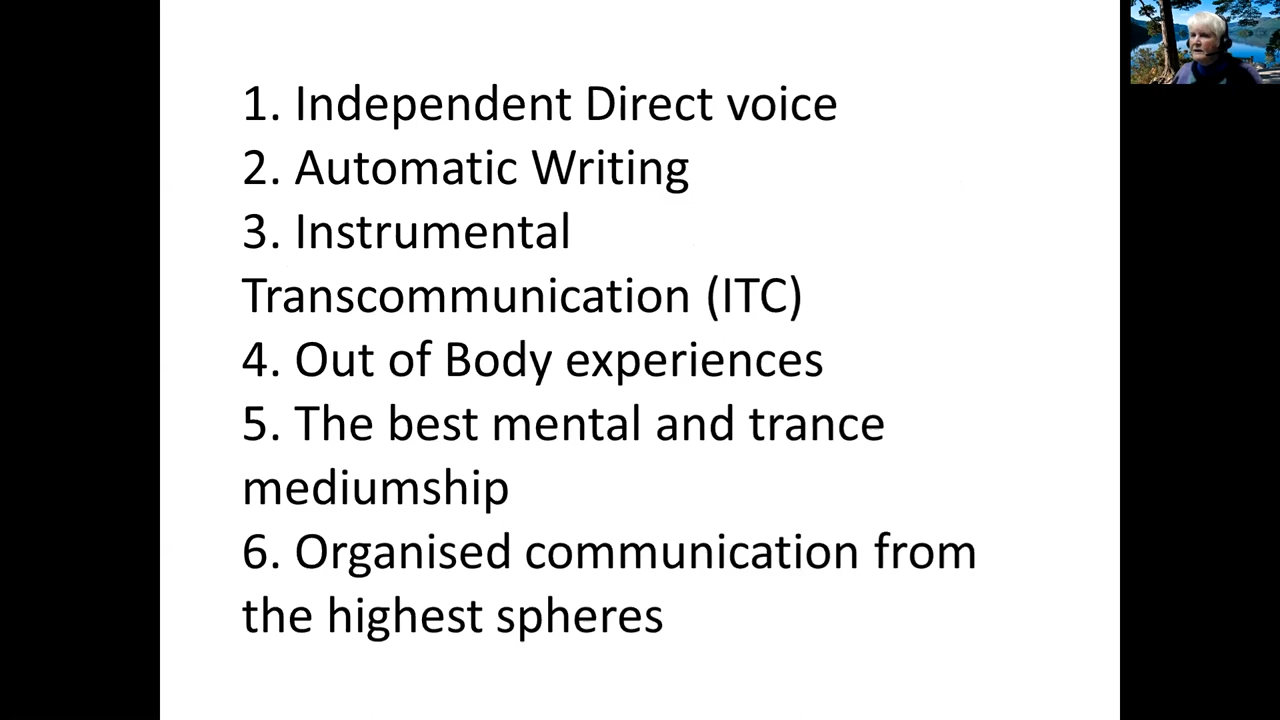 1. Independent Direct voice
2. Automatic Writing
3. Instrumental
Transcommunication (ITC)
4. Out of Body experiences
5. The best mental and trance
mediumship
6. Organised communication from
the highest spheres